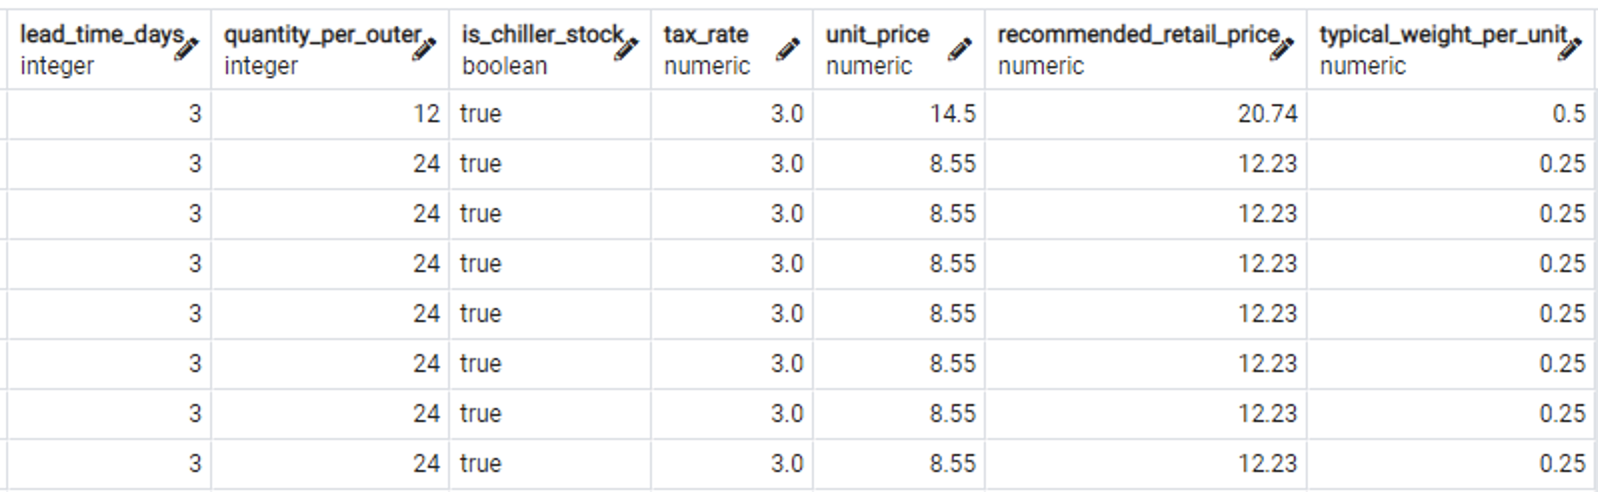 lead_time_days quantity_per_outer is_chiller_stock tax_rate unit_price recommended_retail_price typical_weight_per_unit
integer integer boolean numeric numeric numeric numeric
3 12 true 3.0 14.5 20.74 0.5
3 24 true 3.0 8.55 12.23 0.25
3 24 true 3.0 8.55 12.23 0.25
3 24 true 3.0 8.55 12.23 0.25
3 24 true 3.0 8.55 12.23 0.25
3 24 true 3.0 8.55 12.23 0.25
3 24 true 3.0 8.55 12.23 0.25
3 24 true 3.0 8.55 12.23 0.25